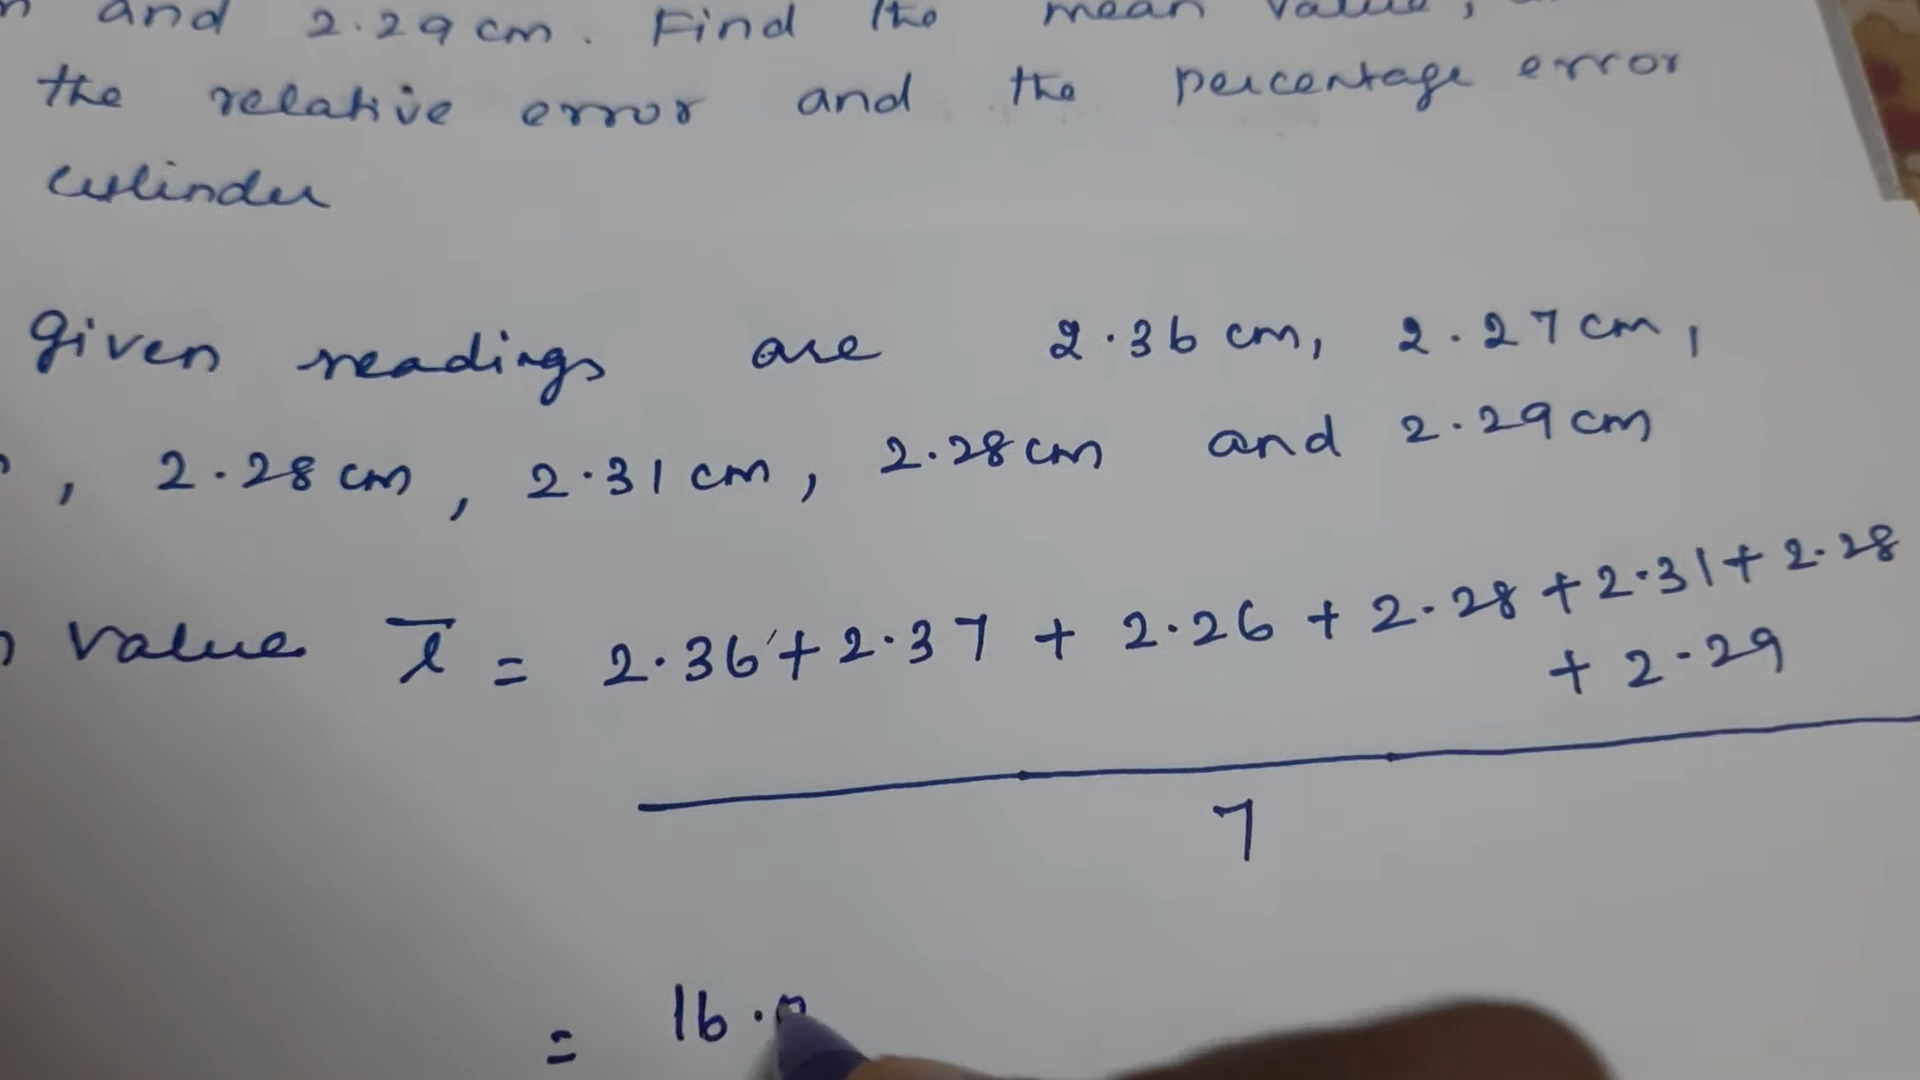 and 2.29 cm. Find the mean value,
the relative error and the percentage error
cylinder
given readings are 2.36 cm, 2.27 cm,
, 2.28 cm, 2.31 cm, 2.28 cm and 2.29 cm
value l̅ = 2.36 + 2.37 + 2.26 + 2.28 + 2.31 + 2.28
+ 2.29
7
= 16.